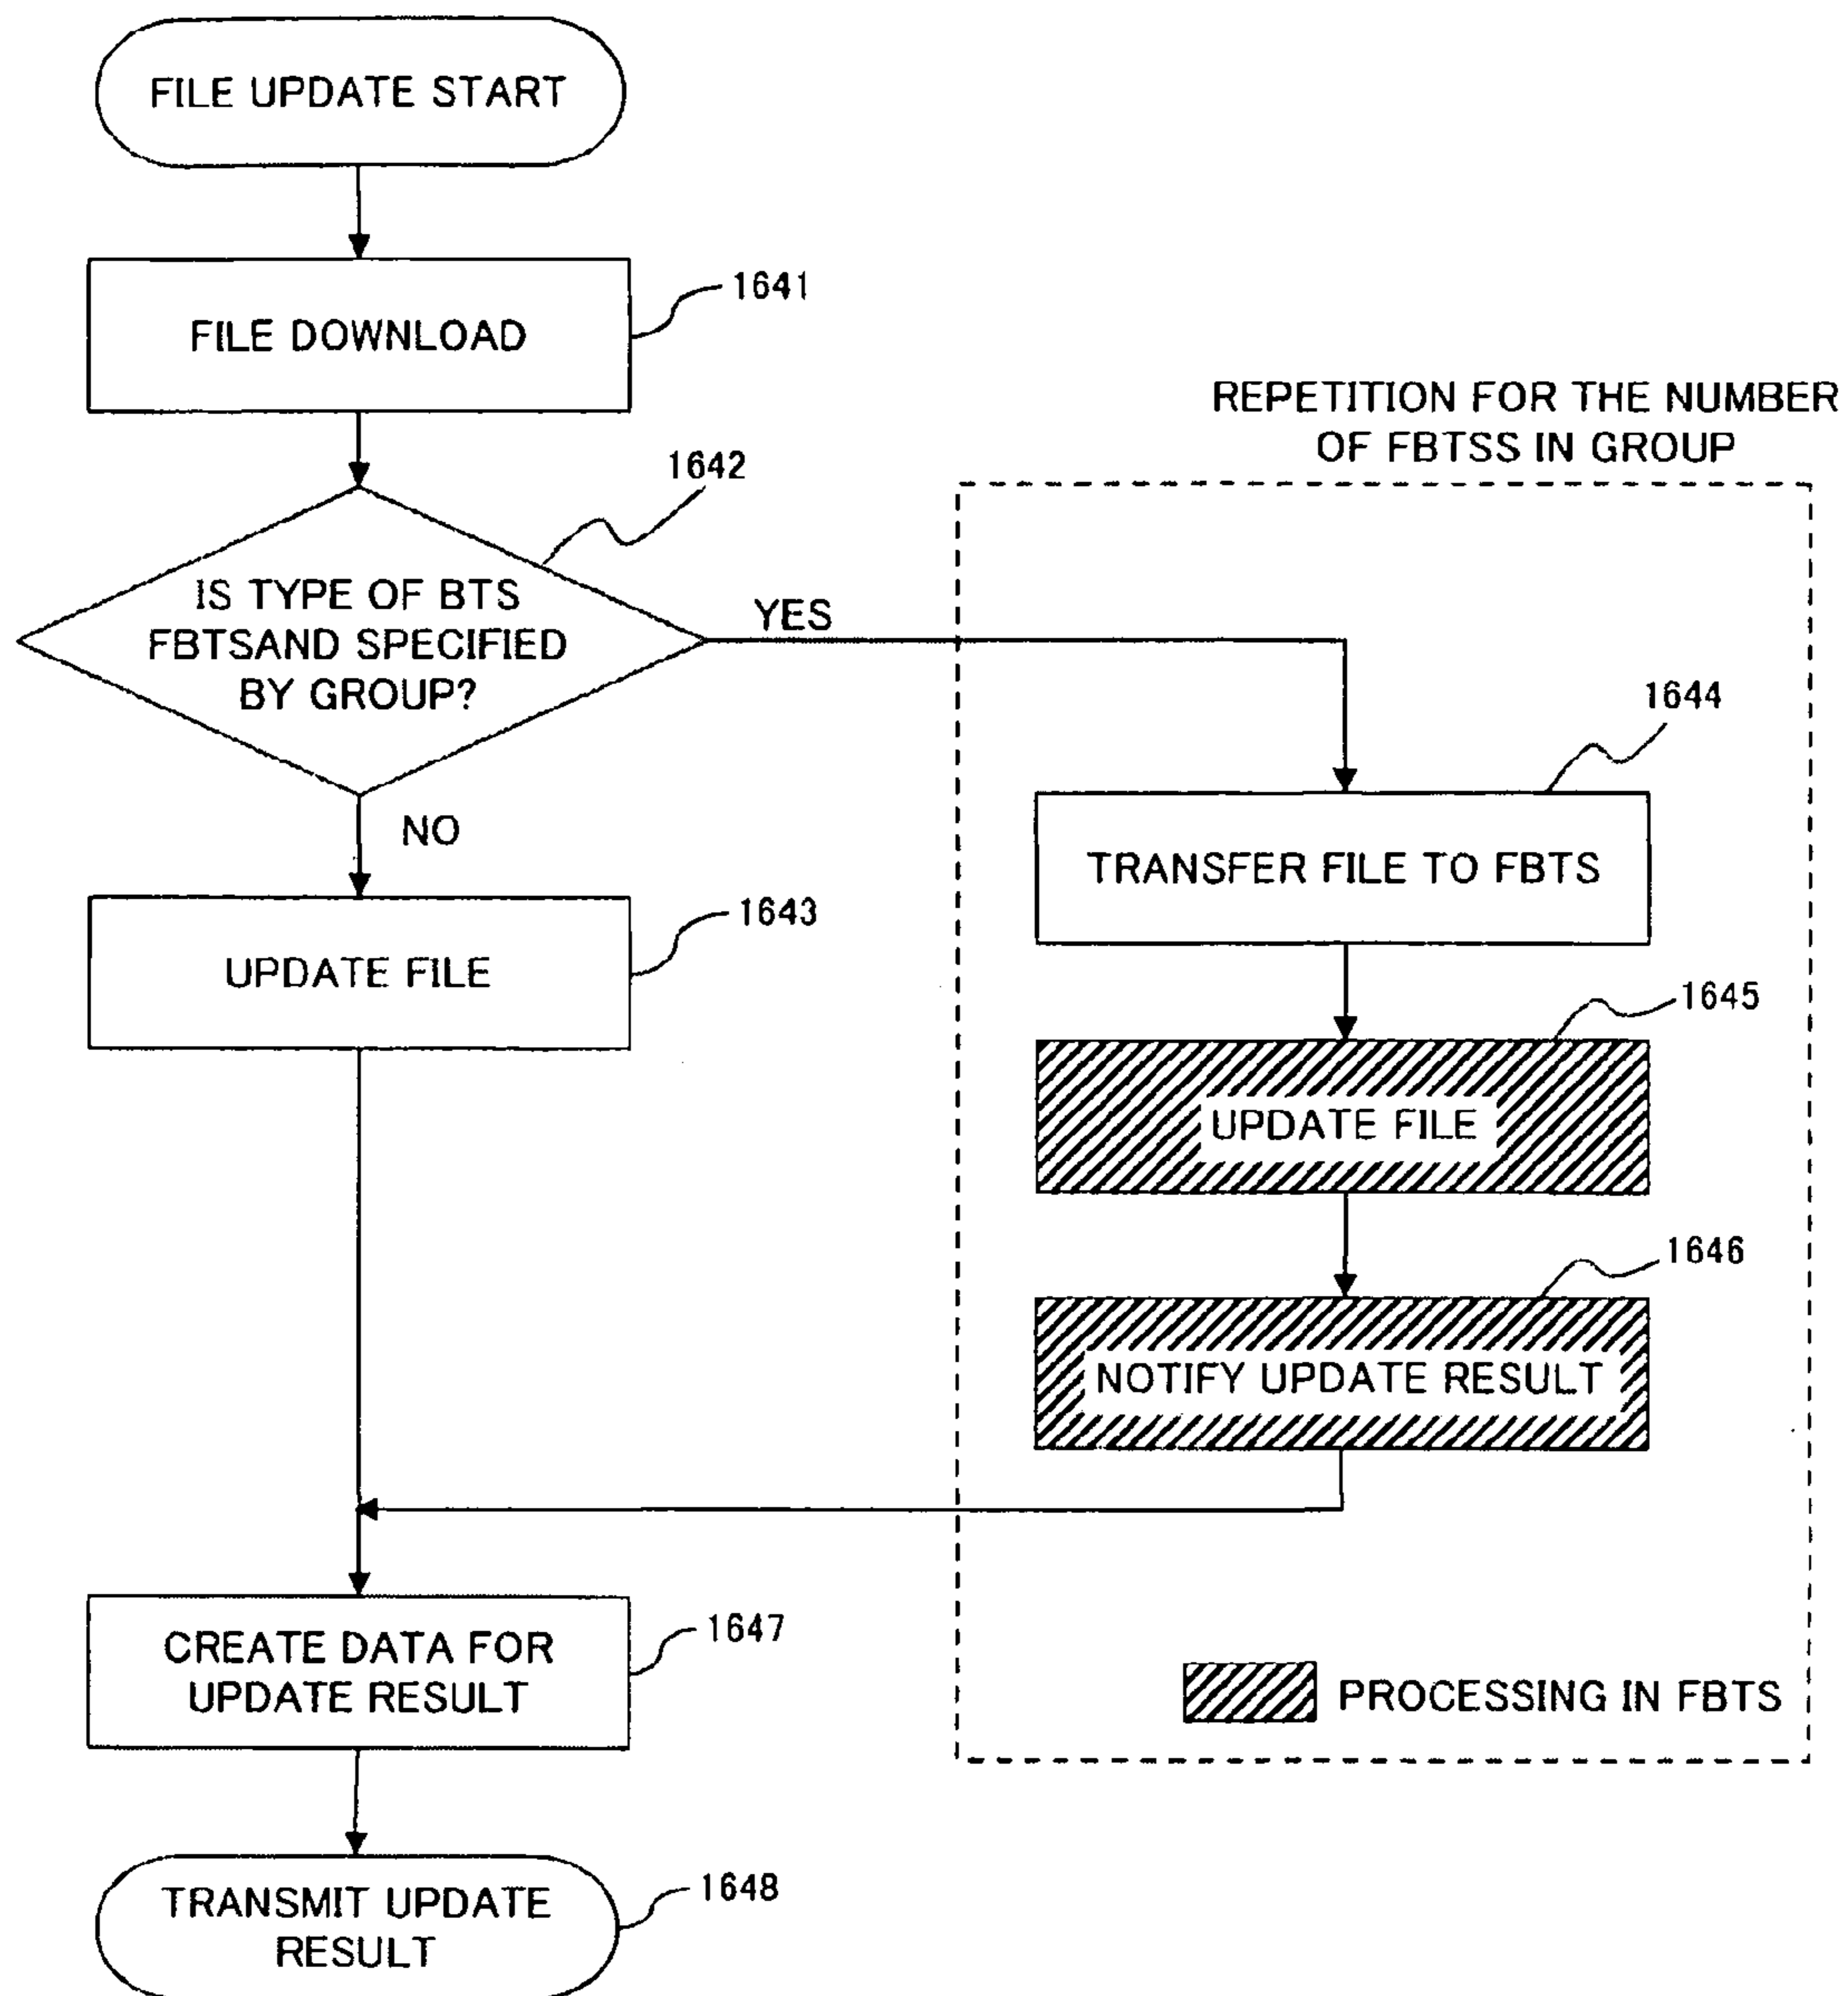 FILE UPDATE START
1641
FILE DOWNLOAD
REPETITION FOR THE NUMBER
OF FBTSS IN GROUP
1642
IS TYPE OF BTS
FBTSAND SPECIFIED
BY GROUP?
YES
NO
1644
TRANSFER FILE TO FBTS
1643
UPDATE FILE
1645
UPDATE FILE
1646
NOTIFY UPDATE RESULT
1647
CREATE DATA FOR
UPDATE RESULT
PROCESSING IN FBTS
1648
TRANSMIT UPDATE
RESULT